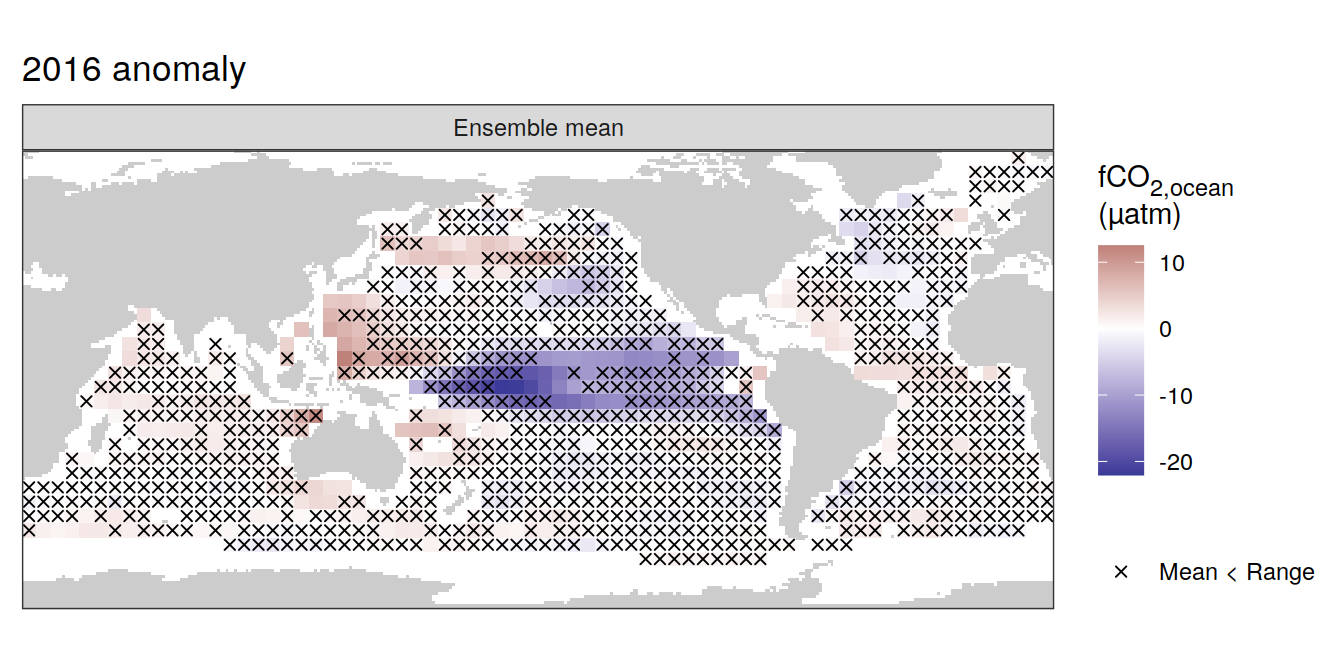 2016 anomaly
Ensemble mean
fCO2,ocean
(µatm)
10
0
-10
-20
Mean < Range